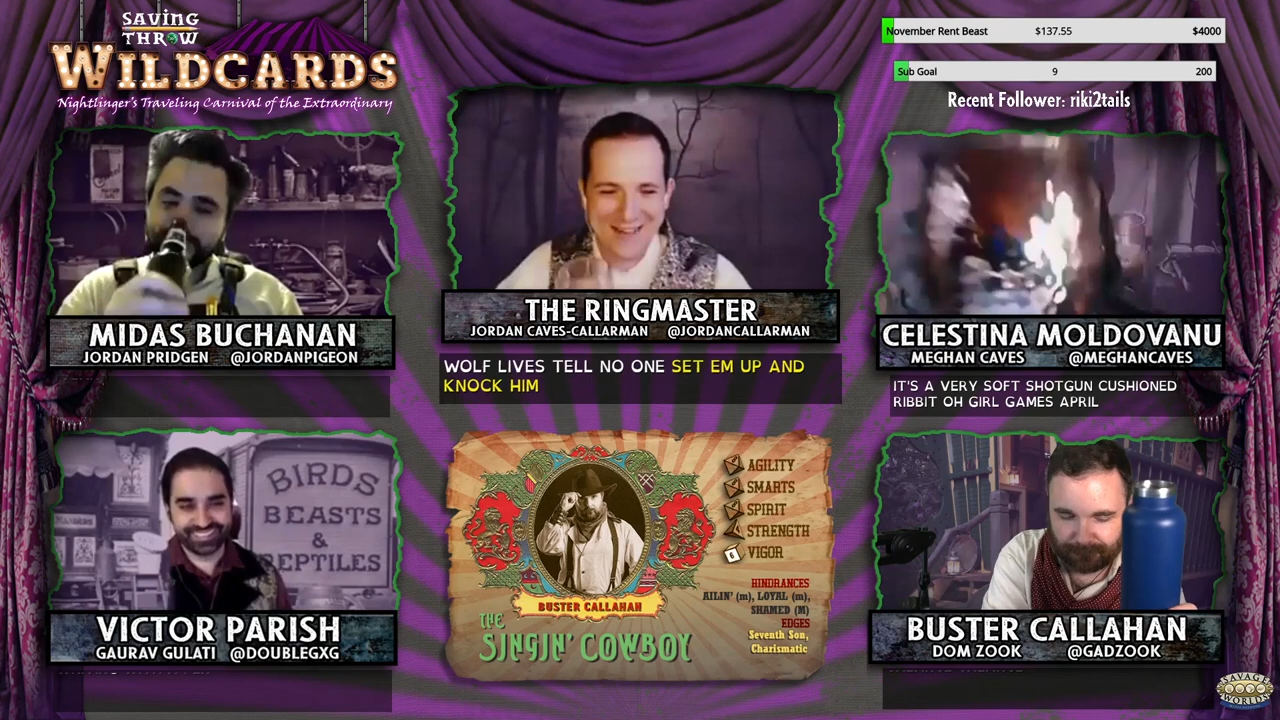 SAVING
THROW
WILDCARDS
Nightlinger's Traveling Carnival of the Extraordinary
November Rent Beast $137.55 $4000
Sub Goal 9 200
Recent Follower: riki2tails
MIDAS BUCHANAN
JORDAN PRIDGEN @JORDANPIGEON
THE RINGMASTER
JORDAN CAVES-CALLARMAN @JORDANCALLARMAN
WOLF LIVES TELL NO ONE SET EM UP AND
KNOCK HIM
CELESTINA MOLDOVANU
MEGHAN CAVES @MEGHANCAVES
IT'S A VERY SOFT SHOTGUN CUSHIONED
RIBBIT OH GIRL GAMES APRIL
BIRDS
BEASTS
&
REPTILES
VICTOR PARISH
GAURAV GULATI @DOUBLEGXG
AGILITY
SMARTS
SPIRIT
STRENGTH
6 VIGOR
HINDRANCES
AILIN' (m), LOYAL (m),
SHAMED (M)
EDGES
Seventh Son,
Charismatic
BUSTER CALLAHAN
THE
SINGIN' COWBOY
BUSTER CALLAHAN
DOM ZOOK @GADZOOK
SAVAGE
WORLDS